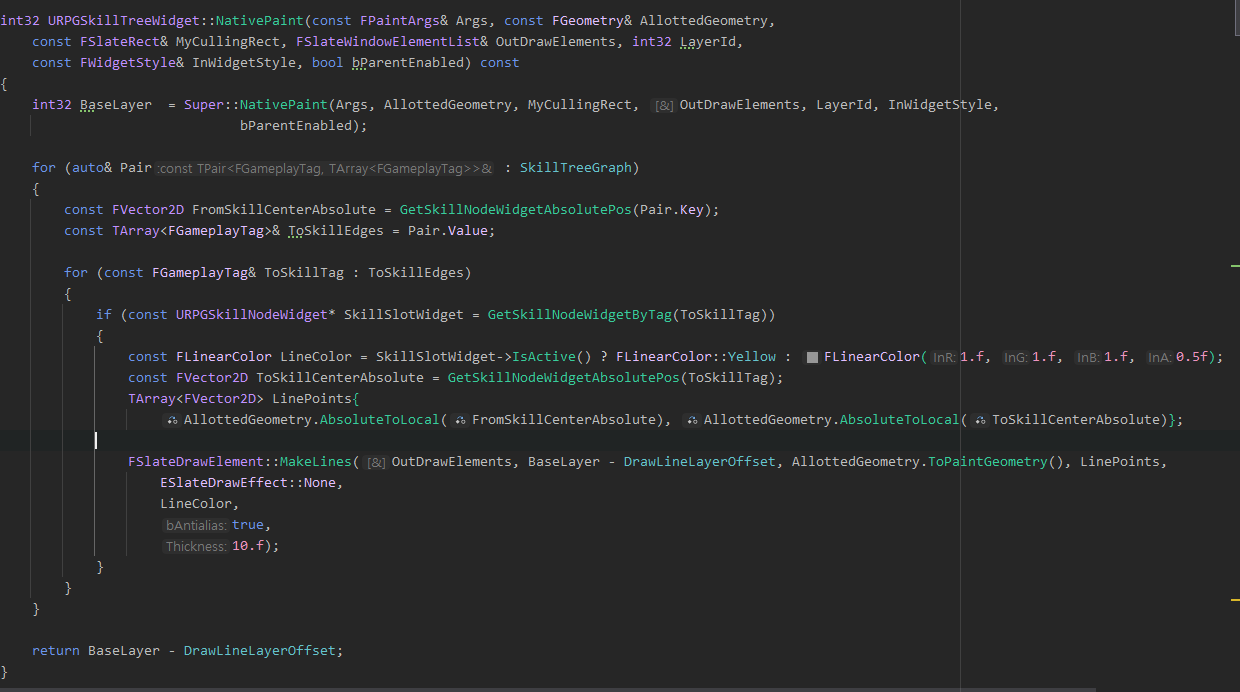 int32 URPGSkillTreeWidget::NativePaint(const FPaintArgs& Args, const FGeometry& AllottedGeometry,
const FSlateRect& MyCullingRect, FSlateWindowElementList& OutDrawElements, int32 LayerId,
const FWidgetStyle& InWidgetStyle, bool bParentEnabled) const
{
int32 BaseLayer  = Super::NativePaint(Args, AllottedGeometry, MyCullingRect, [&] OutDrawElements, LayerId, InWidgetStyle,
bParentEnabled);
for (auto& Pair :const TPair<FGameplayTag, TArray<FGameplayTag>>& : SkillTreeGraph)
{
const FVector2D FromSkillCenterAbsolute = GetSkillNodeWidgetAbsolutePos(Pair.Key);
const TArray<FGameplayTag>& ToSkillEdges = Pair.Value;
for (const FGameplayTag& ToSkillTag : ToSkillEdges)
{
if (const URPGSkillNodeWidget* SkillSlotWidget = GetSkillNodeWidgetByTag(ToSkillTag))
{
const FLinearColor LineColor = SkillSlotWidget->IsActive() ? FLinearColor::Yellow : FLinearColor( InR: 1.f, InG: 1.f, InB: 1.f, InA: 0.5f);
const FVector2D ToSkillCenterAbsolute = GetSkillNodeWidgetAbsolutePos(ToSkillTag);
TArray<FVector2D> LinePoints{
AllottedGeometry.AbsoluteToLocal( FromSkillCenterAbsolute), AllottedGeometry.AbsoluteToLocal( ToSkillCenterAbsolute)};
FSlateDrawElement::MakeLines( [&] OutDrawElements, BaseLayer - DrawLineLayerOffset, AllottedGeometry.ToPaintGeometry(), LinePoints,
ESlateDrawEffect::None,
LineColor,
bAntialias: true,
Thickness: 10.f);
}
}
}
return BaseLayer - DrawLineLayerOffset;
}